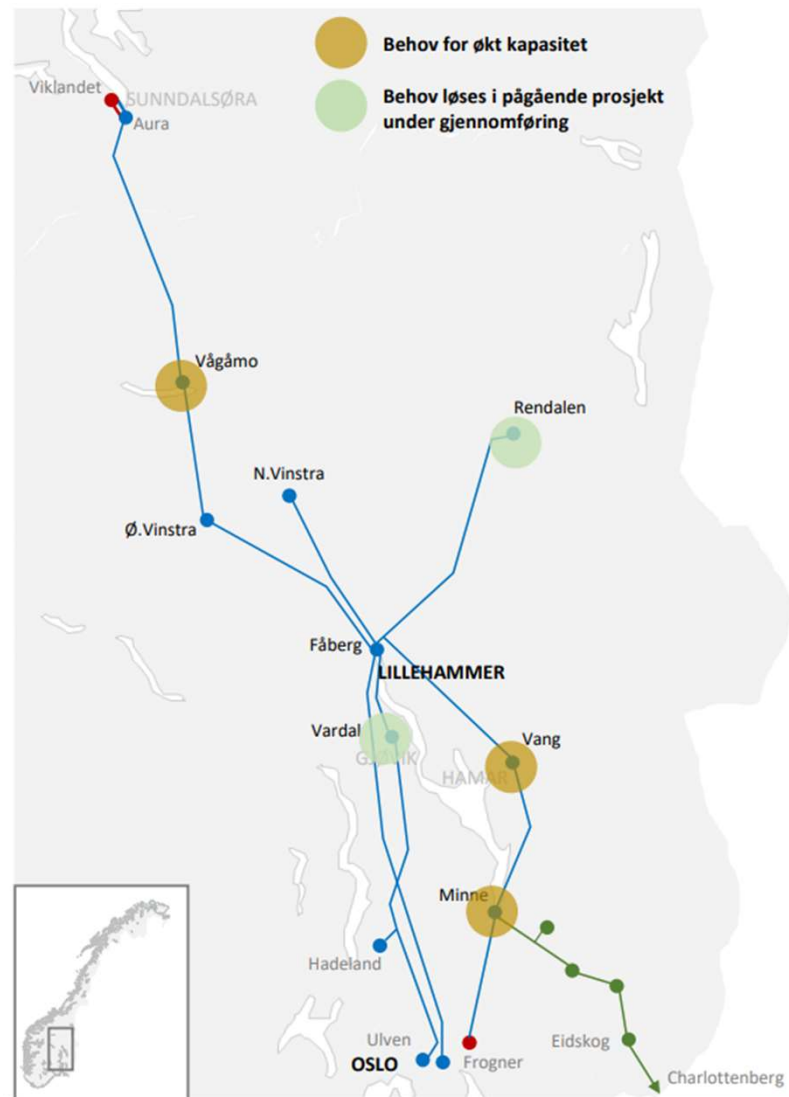 Behov for økt kapasitet
Behov løses i pågående prosjekt
under gjennomføring
Viklandet
SUNNDALSØRA
Aura
Vågåmo
Rendalen
N.Vinstra
Ø.Vinstra
Fåberg
LILLEHAMMER
Vardal
GJØVIK
Vang
HAMAR
Minne
Hadeland
Ulven
OSLO
Frogner
Eidskog
Charlottenberg